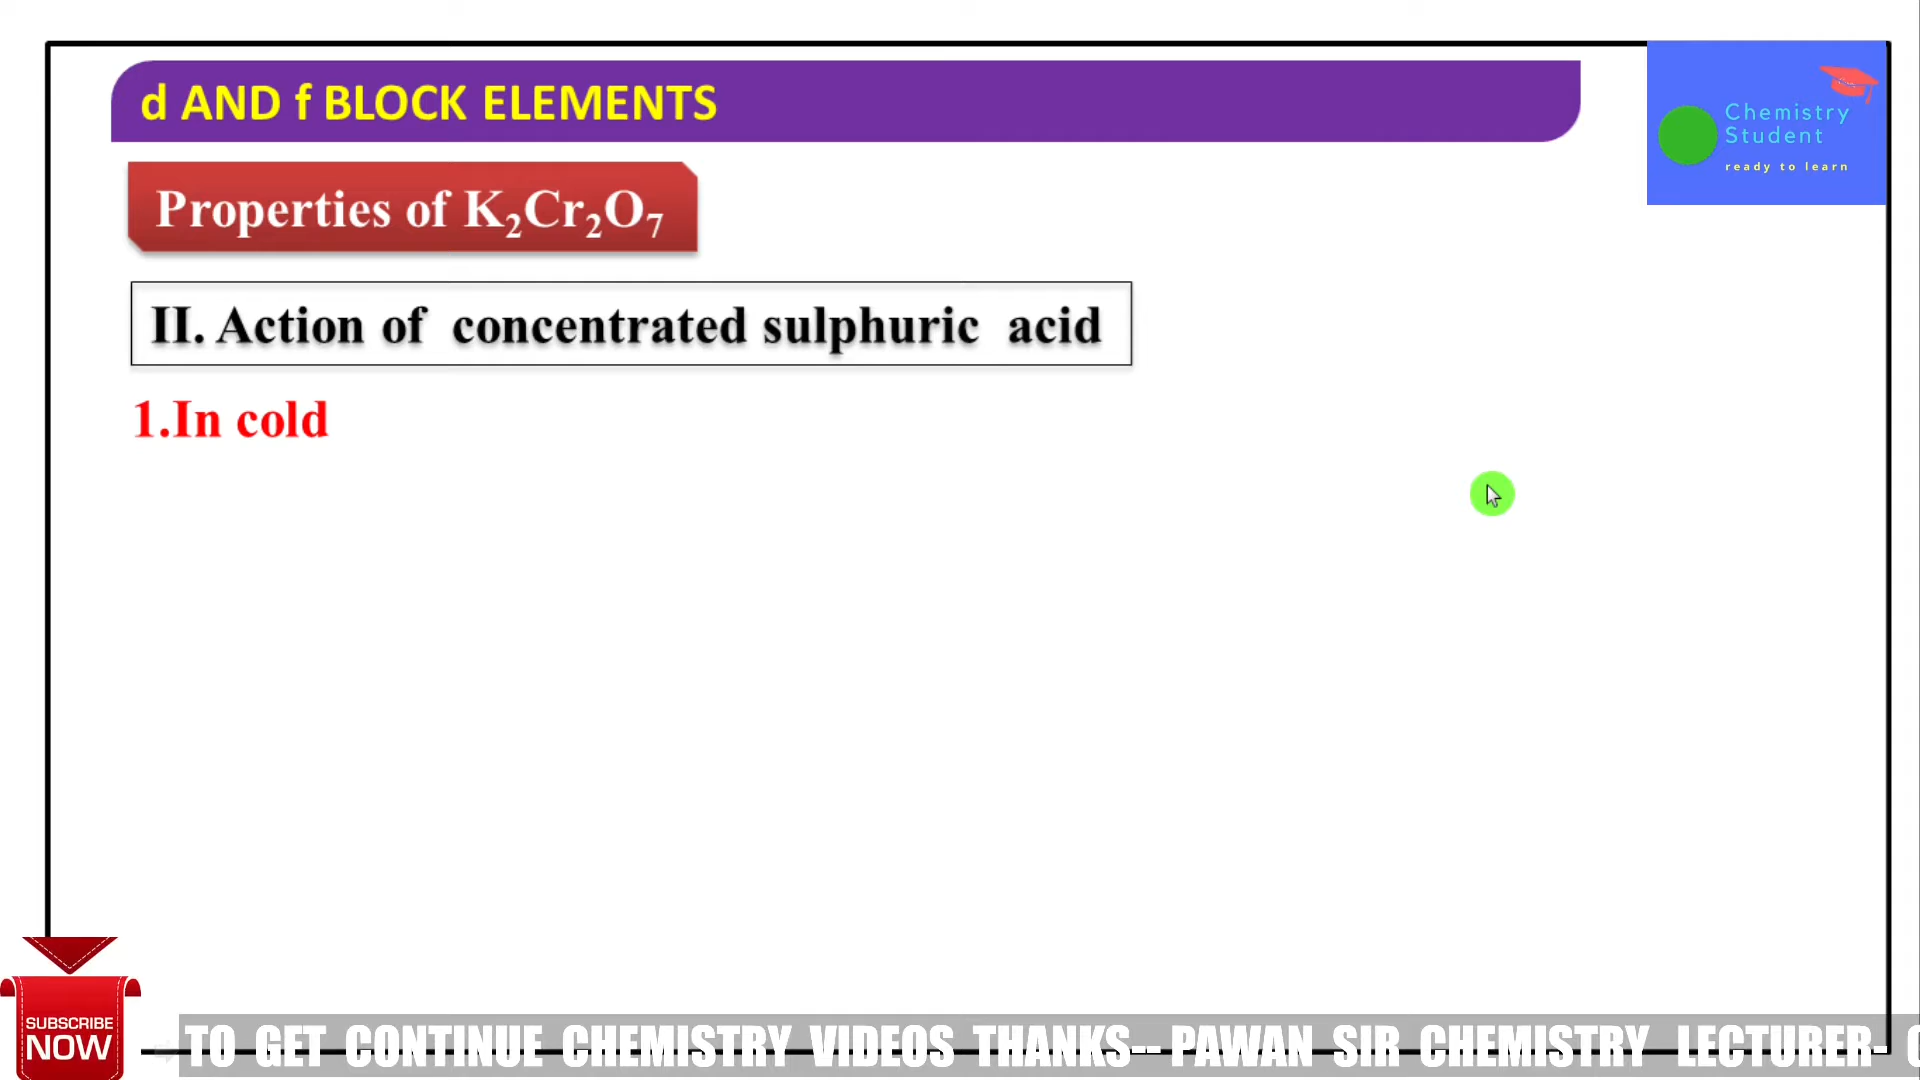 d AND f BLOCK ELEMENTS
Chemistry
Student
ready to learn
Properties of K₂Cr₂O₇
II. Action of concentrated sulphuric acid
1.In cold
SUBSCRIBE
NOW
TO GET CONTINUE CHEMISTRY VIDEOS THANKS-- PAWAN SIR CHEMISTRY LECTURER-